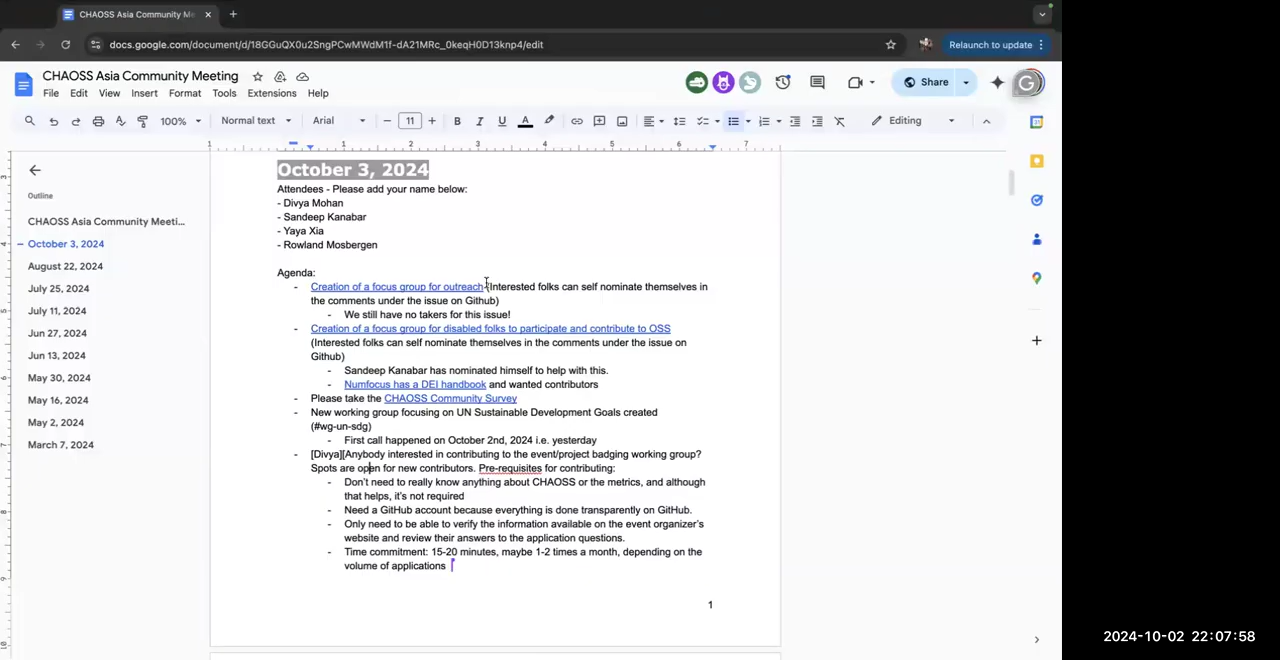 CHAOSS Asia Community Me
docs.google.com/document/d/18GGuQX0u2SngPCwMWdM1f-dA21MRc_0keqH0D13knp4/edit
Relaunch to update
CHAOSS Asia Community Meeting
File Edit View Insert Format Tools Extensions Help
Share
100% Normal text Arial 11 Editing
1 1 2 3 4 5 6 7
Outline
CHAOSS Asia Community Meeti...
October 3, 2024
August 22, 2024
July 25, 2024
July 11, 2024
Jun 27, 2024
Jun 13, 2024
May 30, 2024
May 16, 2024
May 2, 2024
March 7, 2024
October 3, 2024
Attendees - Please add your name below:
- Divya Mohan
- Sandeep Kanabar
- Yaya Xia
- Rowland Mosbergen
Agenda:
- Creation of a focus group for outreach (Interested folks can self nominate themselves in
the comments under the issue on Github)
- We still have no takers for this issue!
- Creation of a focus group for disabled folks to participate and contribute to OSS
(Interested folks can self nominate themselves in the comments under the issue on
Github)
- Sandeep Kanabar has nominated himself to help with this.
- Numfocus has a DEI handbook and wanted contributors
- Please take the CHAOSS Community Survey
- New working group focusing on UN Sustainable Development Goals created
(#wg-un-sdg)
- First call happened on October 2nd, 2024 i.e. yesterday
- [Divya][Anybody interested in contributing to the event/project badging working group?
Spots are open for new contributors. Pre-requisites for contributing:
- Don't need to really know anything about CHAOSS or the metrics, and although
that helps, it's not required
- Need a GitHub account because everything is done transparently on GitHub.
- Only need to be able to verify the information available on the event organizer's
website and review their answers to the application questions.
- Time commitment: 15-20 minutes, maybe 1-2 times a month, depending on the
volume of applications
1
2024-10-02 22:07:58